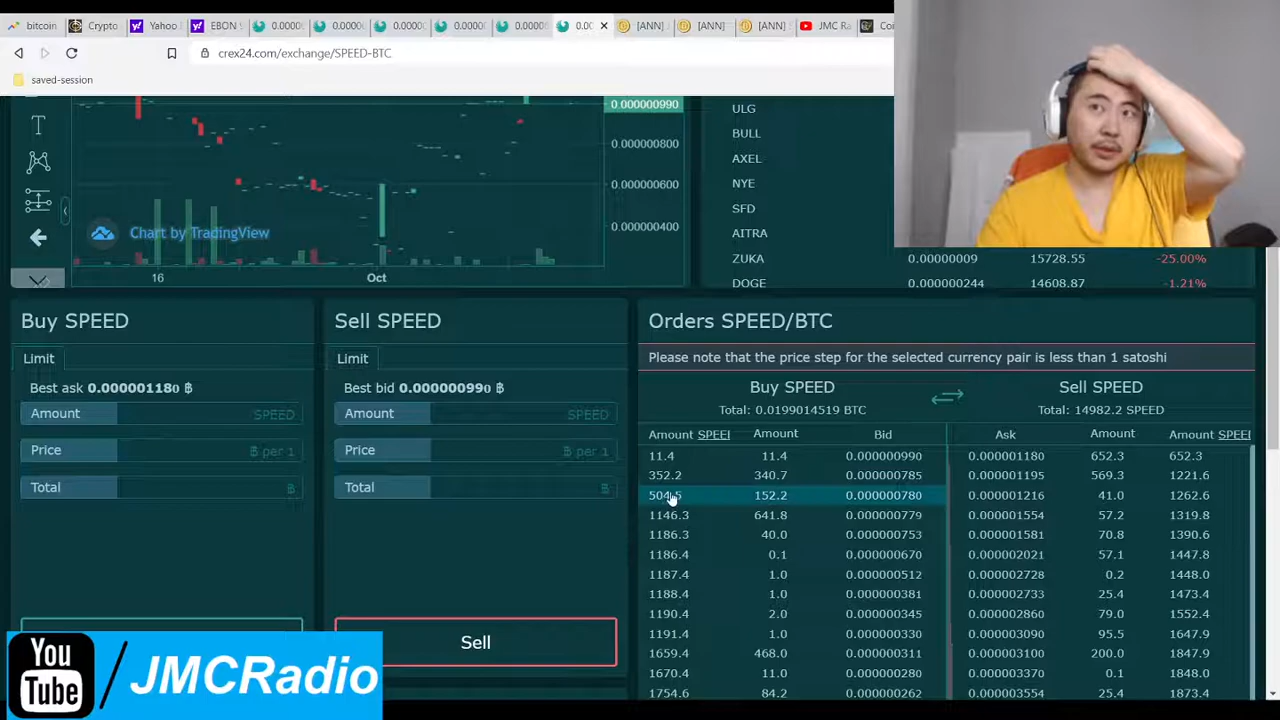 bitcoin
Crypto
Yahoo
EBON S
0.0000
0.0000
0.0000
0.0000
0.0000
0.00
[ANN]
[ANN]
[ANN]
JMC Ra
Co
crex24.com/exchange/SPEED-BTC
saved-session
0.000000990
0.000000800
0.000000600
0.000000400
Chart by TradingView
16
Oct
ULG
BULL
AXEL
NYE
SFD
AITRA
ZUKA 0.00000009 15728.55 -25.00%
DOGE 0.000000244 14608.87 -1.21%
Buy SPEED
Limit
Best ask 0.000001180 ฿
Amount SPEED
Price ฿ per 1
Total ฿
Sell SPEED
Limit
Best bid 0.000000990 ฿
Amount SPEED
Price ฿ per 1
Total ฿
Sell
Orders SPEED/BTC
Please note that the price step for the selected currency pair is less than 1 satoshi
Buy SPEED
Sell SPEED
Total: 0.0199014519 BTC
Total: 14982.2 SPEED
Amount SPEEI Amount Bid Ask Amount Amount SPEEI
11.4 11.4 0.000000990 0.000001180 652.3 652.3
352.2 340.7 0.000000785 0.000001195 569.3 1221.6
504.5 152.2 0.000000780 0.000001216 41.0 1262.6
1146.3 641.8 0.000000779 0.000001554 57.2 1319.8
1186.3 40.0 0.000000753 0.000001581 70.8 1390.6
1186.4 0.1 0.000000670 0.000002021 57.1 1447.8
1187.4 1.0 0.000000512 0.000002728 0.2 1448.0
1188.4 1.0 0.000000381 0.000002733 25.4 1473.4
1190.4 2.0 0.000000345 0.000002860 79.0 1552.4
1191.4 1.0 0.000000330 0.000003090 95.5 1647.9
1659.4 468.0 0.000000311 0.000003100 200.0 1847.9
1670.4 11.0 0.000000280 0.000003370 0.1 1848.0
1754.6 84.2 0.000000262 0.000003554 25.4 1873.4
You
Tube
/JMCRadio